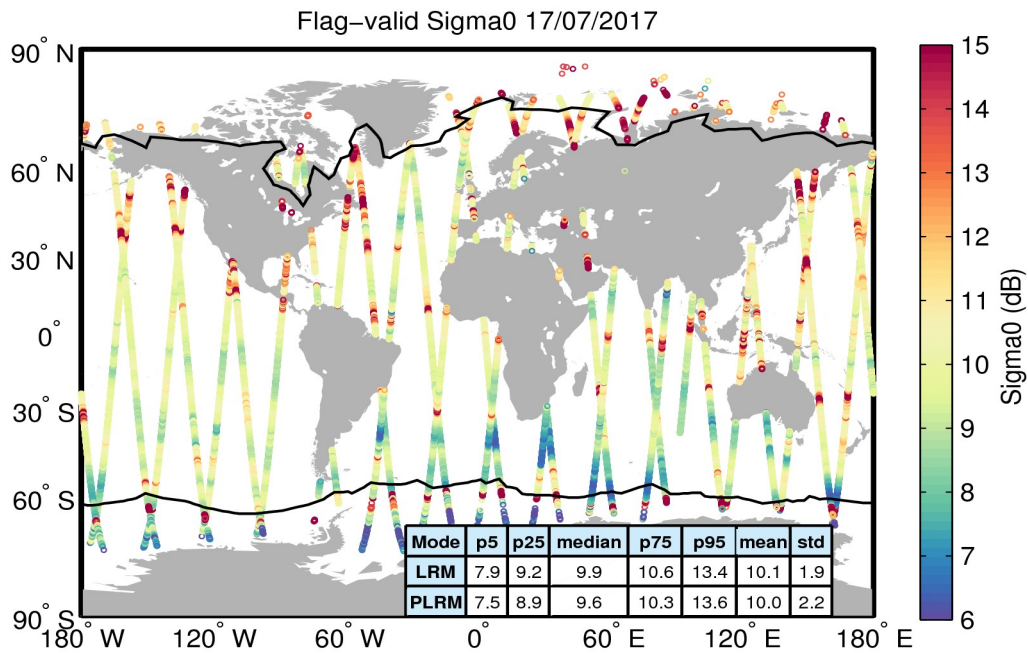 Flag−valid Sigma0 17/07/2017
90° N
60° N
30° N
0°
30° S
60° S
90° S
180° W
120° W
60° W
0°
60° E
120° E
180° E
15
14
13
12
11
10
9
8
7
6
Sigma0 (dB)
Mode p5 p25 median p75 p95 mean std
LRM 7.9 9.2 9.9 10.6 13.4 10.1 1.9
PLRM 7.5 8.9 9.6 10.3 13.6 10.0 2.2